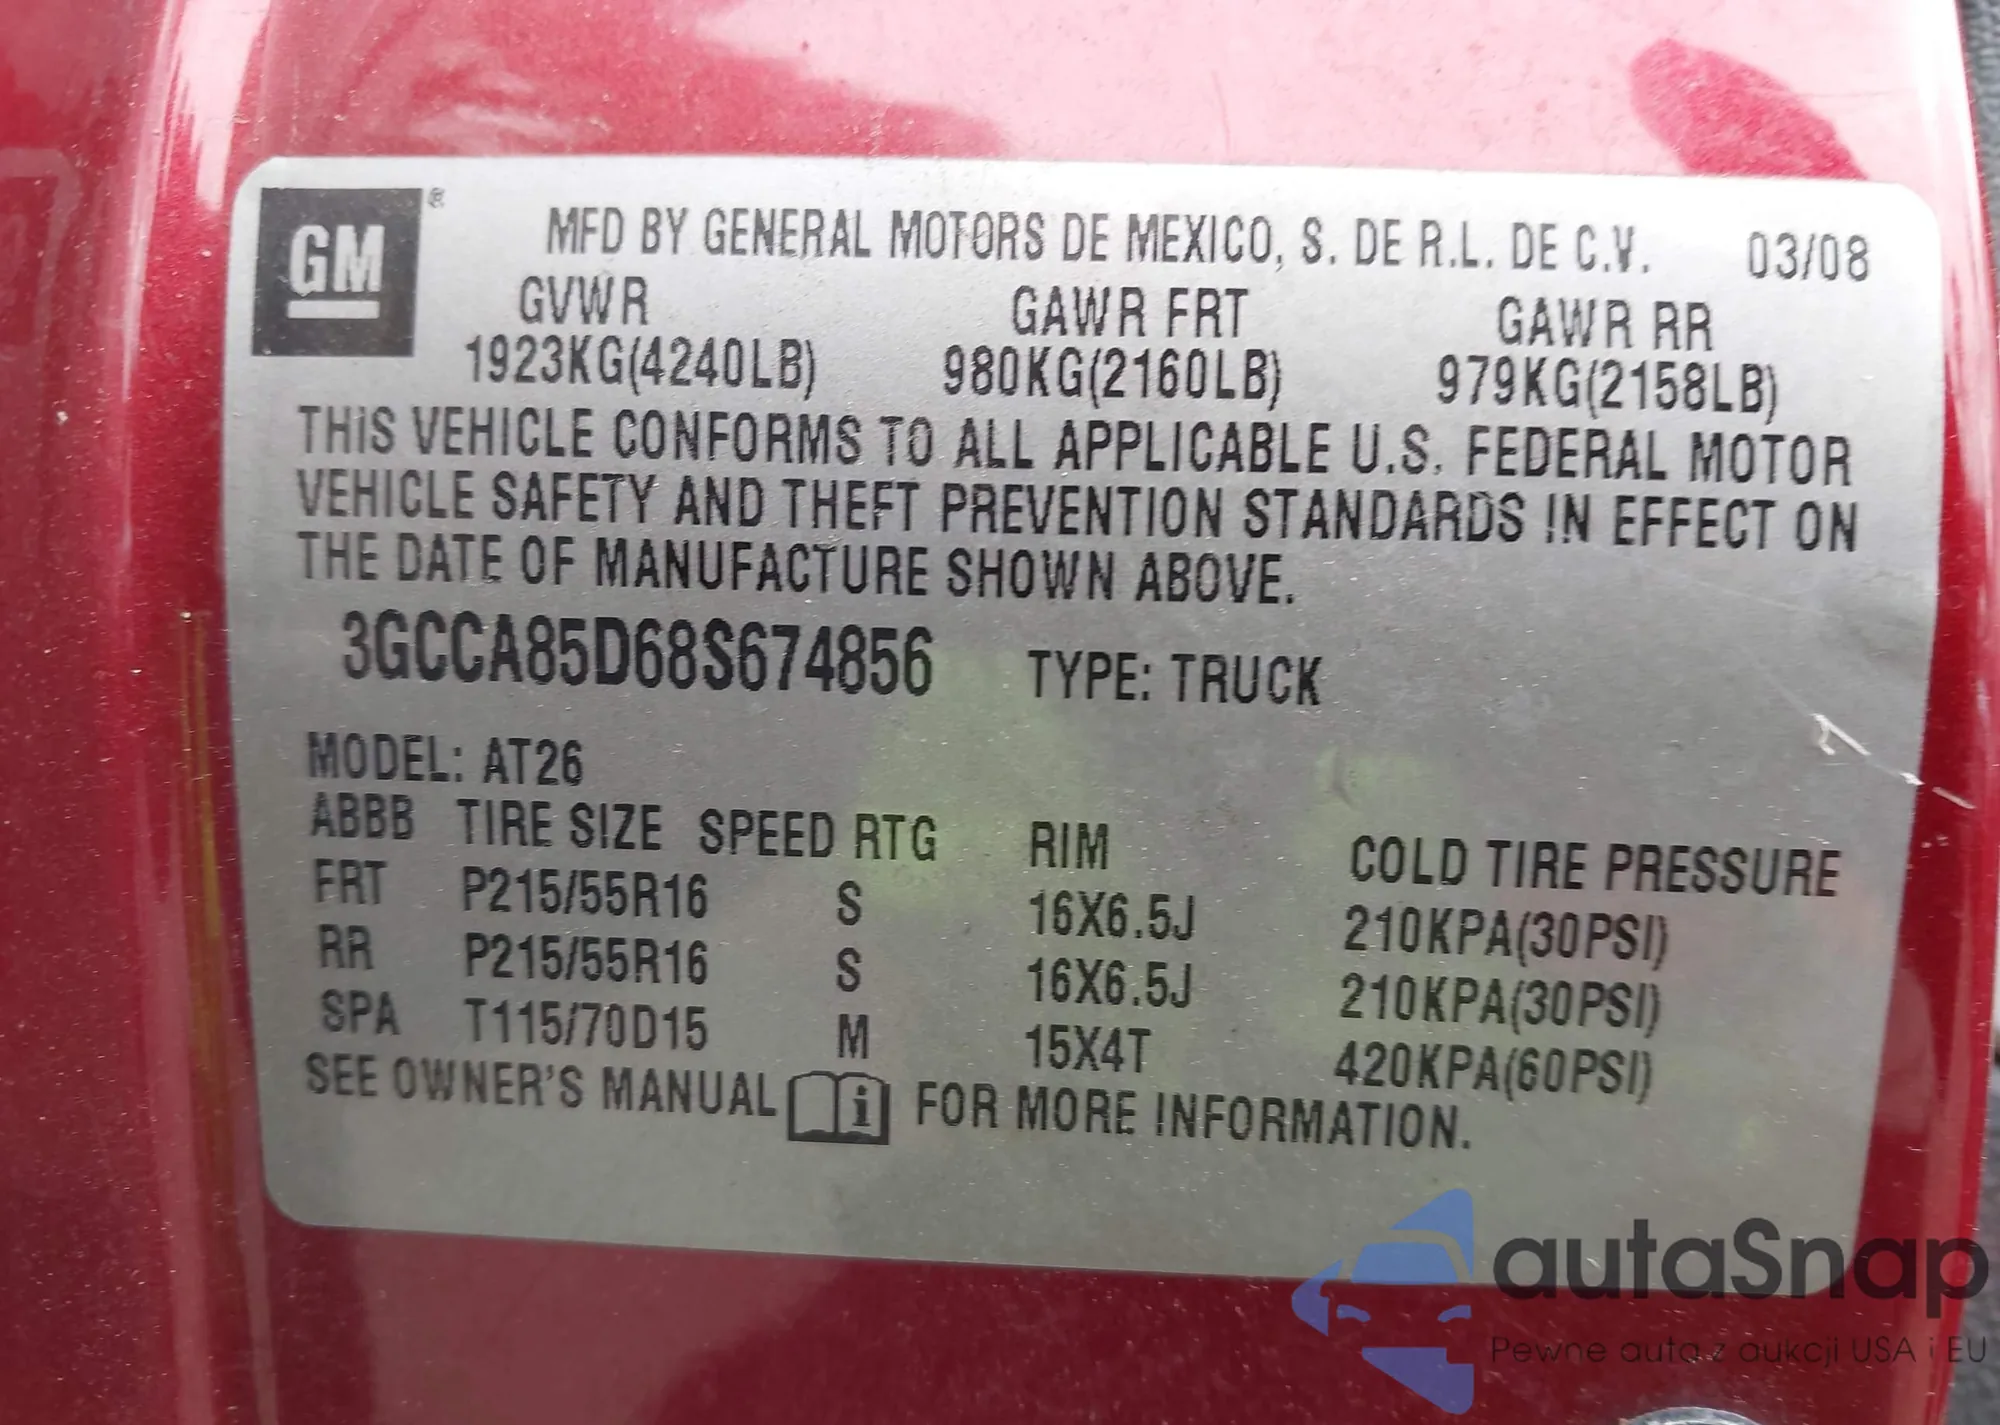 GM ®
MFD BY GENERAL MOTORS DE MEXICO, S. DE R.L. DE C.V. 03/08
GVWR GAWR FRT GAWR RR
1923KG(4240LB) 980KG(2160LB) 979KG(2158LB)
THIS VEHICLE CONFORMS TO ALL APPLICABLE U.S. FEDERAL MOTOR
VEHICLE SAFETY AND THEFT PREVENTION STANDARDS IN EFFECT ON
THE DATE OF MANUFACTURE SHOWN ABOVE.
3GCCA85D68S674856 TYPE: TRUCK
MODEL: AT26
ABBB TIRE SIZE SPEED RTG RIM COLD TIRE PRESSURE
FRT P215/55R16 S 16X6.5J 210KPA(30PSI)
RR P215/55R16 S 16X6.5J 210KPA(30PSI)
SPA T115/70D15 M 15X4T 420KPA(60PSI)
SEE OWNER'S MANUAL i FOR MORE INFORMATION.
autaSnap
Pewne auta z aukcji USA i EU